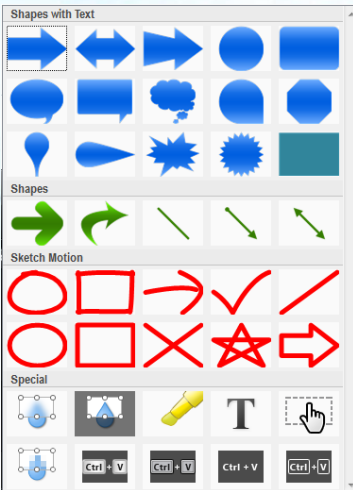 Shapes with Text
Shapes
Sketch Motion
Special
T
Ctrl + V
Ctrl + V
Ctrl + V
Ctrl + V